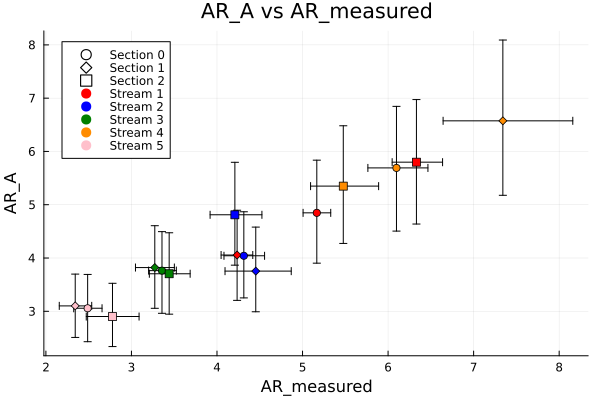 AR_A vs AR_measured
8
7
6
5
4
3
AR_A
Section 0
Section 1
Section 2
Stream 1
Stream 2
Stream 3
Stream 4
Stream 5
2 3 4 5 6 7 8
AR_measured